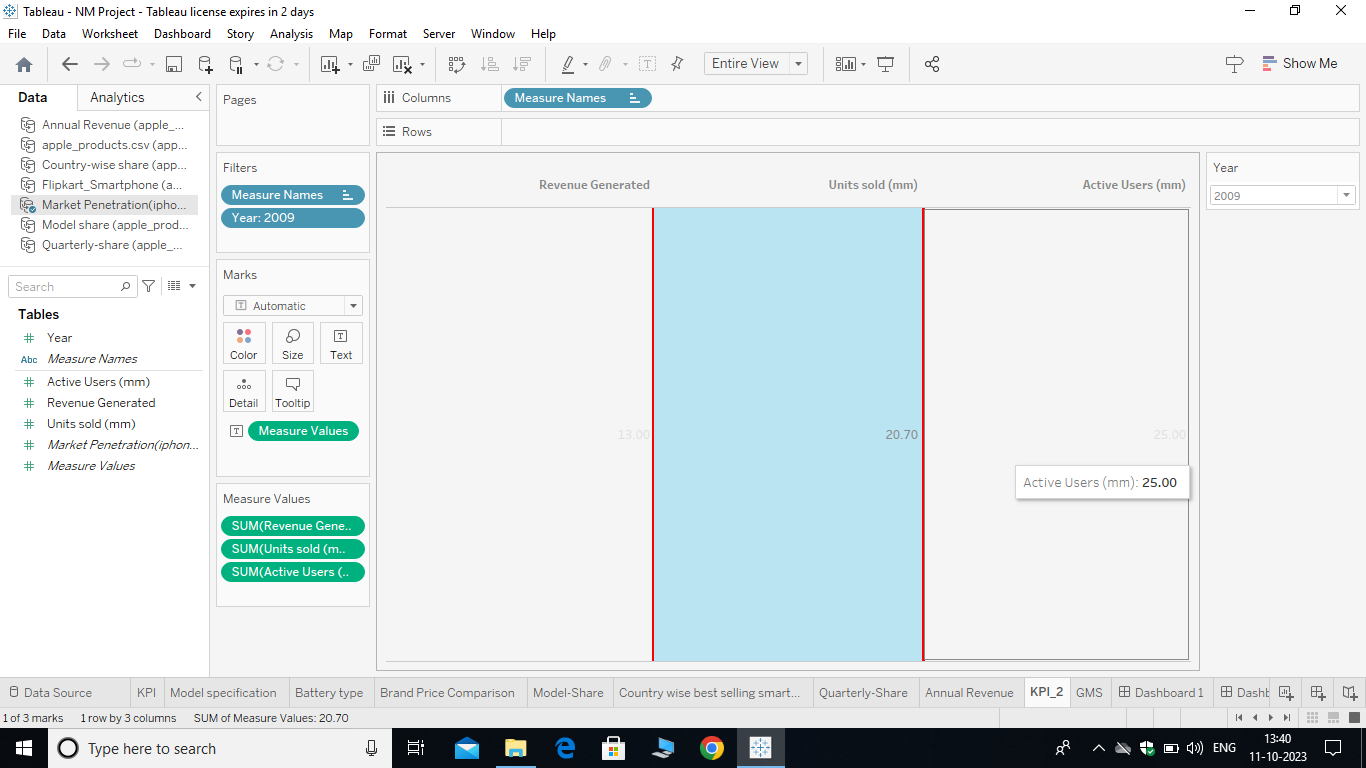 Tableau - NM Project - Tableau license expires in 2 days
File Data Worksheet Dashboard Story Analysis Map Format Server Window Help
Entire View
Show Me
Data Analytics
Annual Revenue (apple_...
apple_products.csv (app...
Country-wise share (app...
Flipkart_Smartphone (a...
Market Penetration(ipho...
Model share (apple_prod...
Quarterly-share (apple_...
Search
Tables
Year
Abc Measure Names
Active Users (mm)
Revenue Generated
Units sold (mm)
Market Penetration(iphon...
Measure Values
Pages
Filters
Measure Names
Year: 2009
Marks
Automatic
Color Size Text
Detail Tooltip
Measure Values
Measure Values
SUM(Revenue Gene..
SUM(Units sold (m..
SUM(Active Users (..
Columns Measure Names
Rows
Revenue Generated Units sold (mm) Active Users (mm)
13.00 20.70 25.00
Active Users (mm): 25.00
Year
2009
Data Source KPI Model specification Battery type Brand Price Comparison Model-Share Country wise best selling smart... Quarterly-Share Annual Revenue KPI_2 GMS Dashboard 1 Dashb
1 of 3 marks 1 row by 3 columns SUM of Measure Values: 20.70
Type here to search
ENG
13:40
11-10-2023